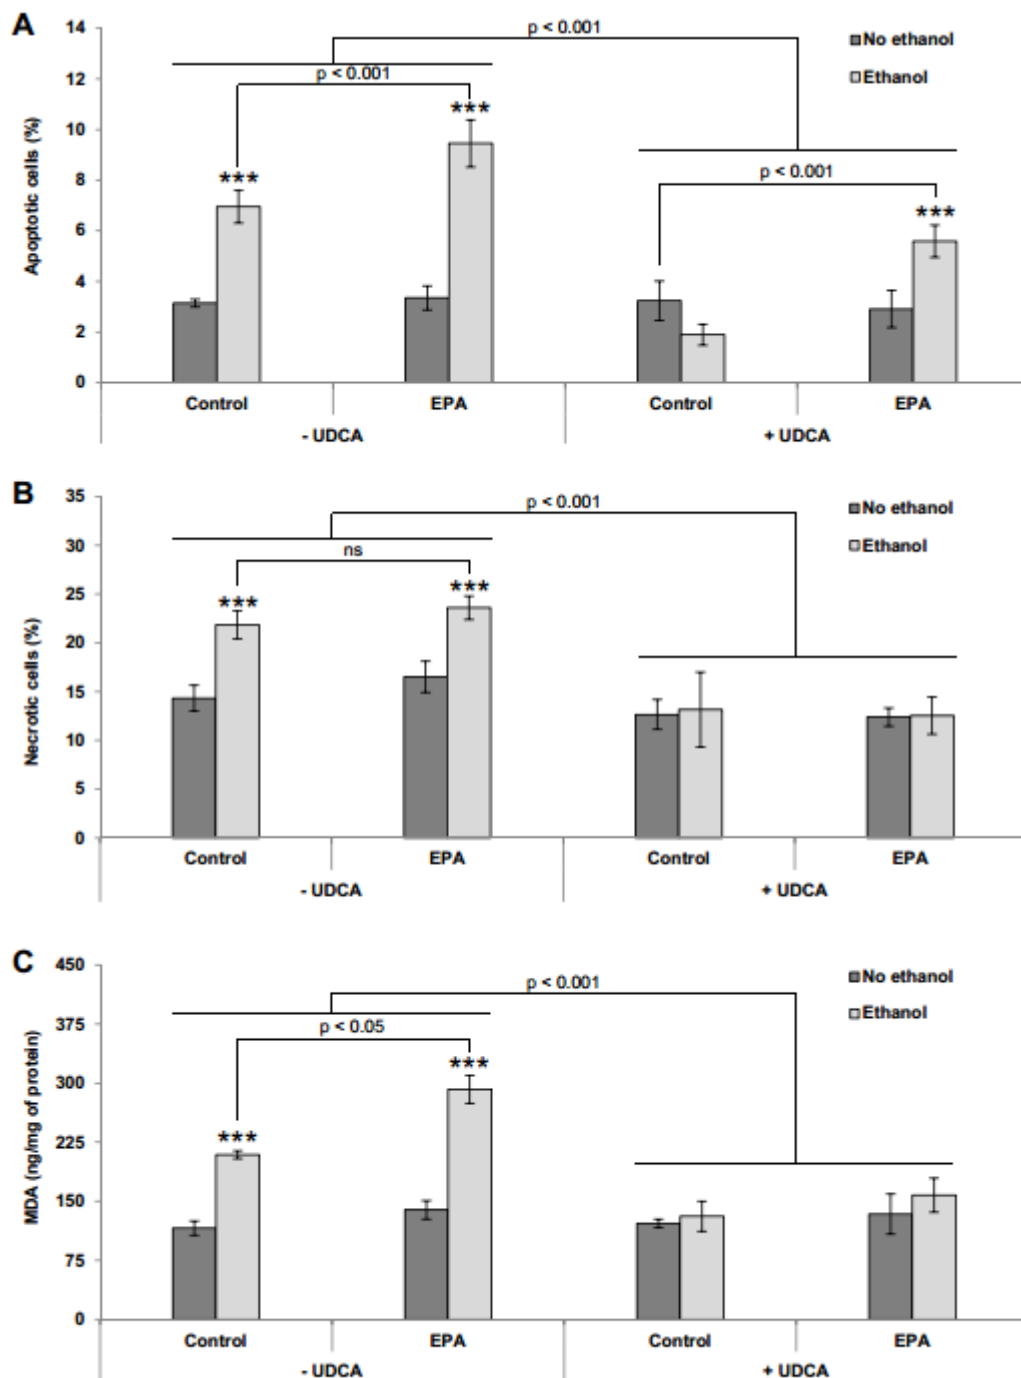 A
14
12
10
8
6
4
2
0
Apoptotic cells (%)
p < 0.001
p < 0.001
p < 0.001
***
***
***
No ethanol
Ethanol
Control EPA Control EPA
- UDCA + UDCA
B
35
30
25
20
15
10
5
0
Necrotic cells (%)
p < 0.001
ns
***
***
No ethanol
Ethanol
Control EPA Control EPA
- UDCA + UDCA
C
450
375
300
225
150
75
0
MDA (ng/mg of protein)
p < 0.001
p < 0.05
***
***
No ethanol
Ethanol
Control EPA Control EPA
- UDCA + UDCA